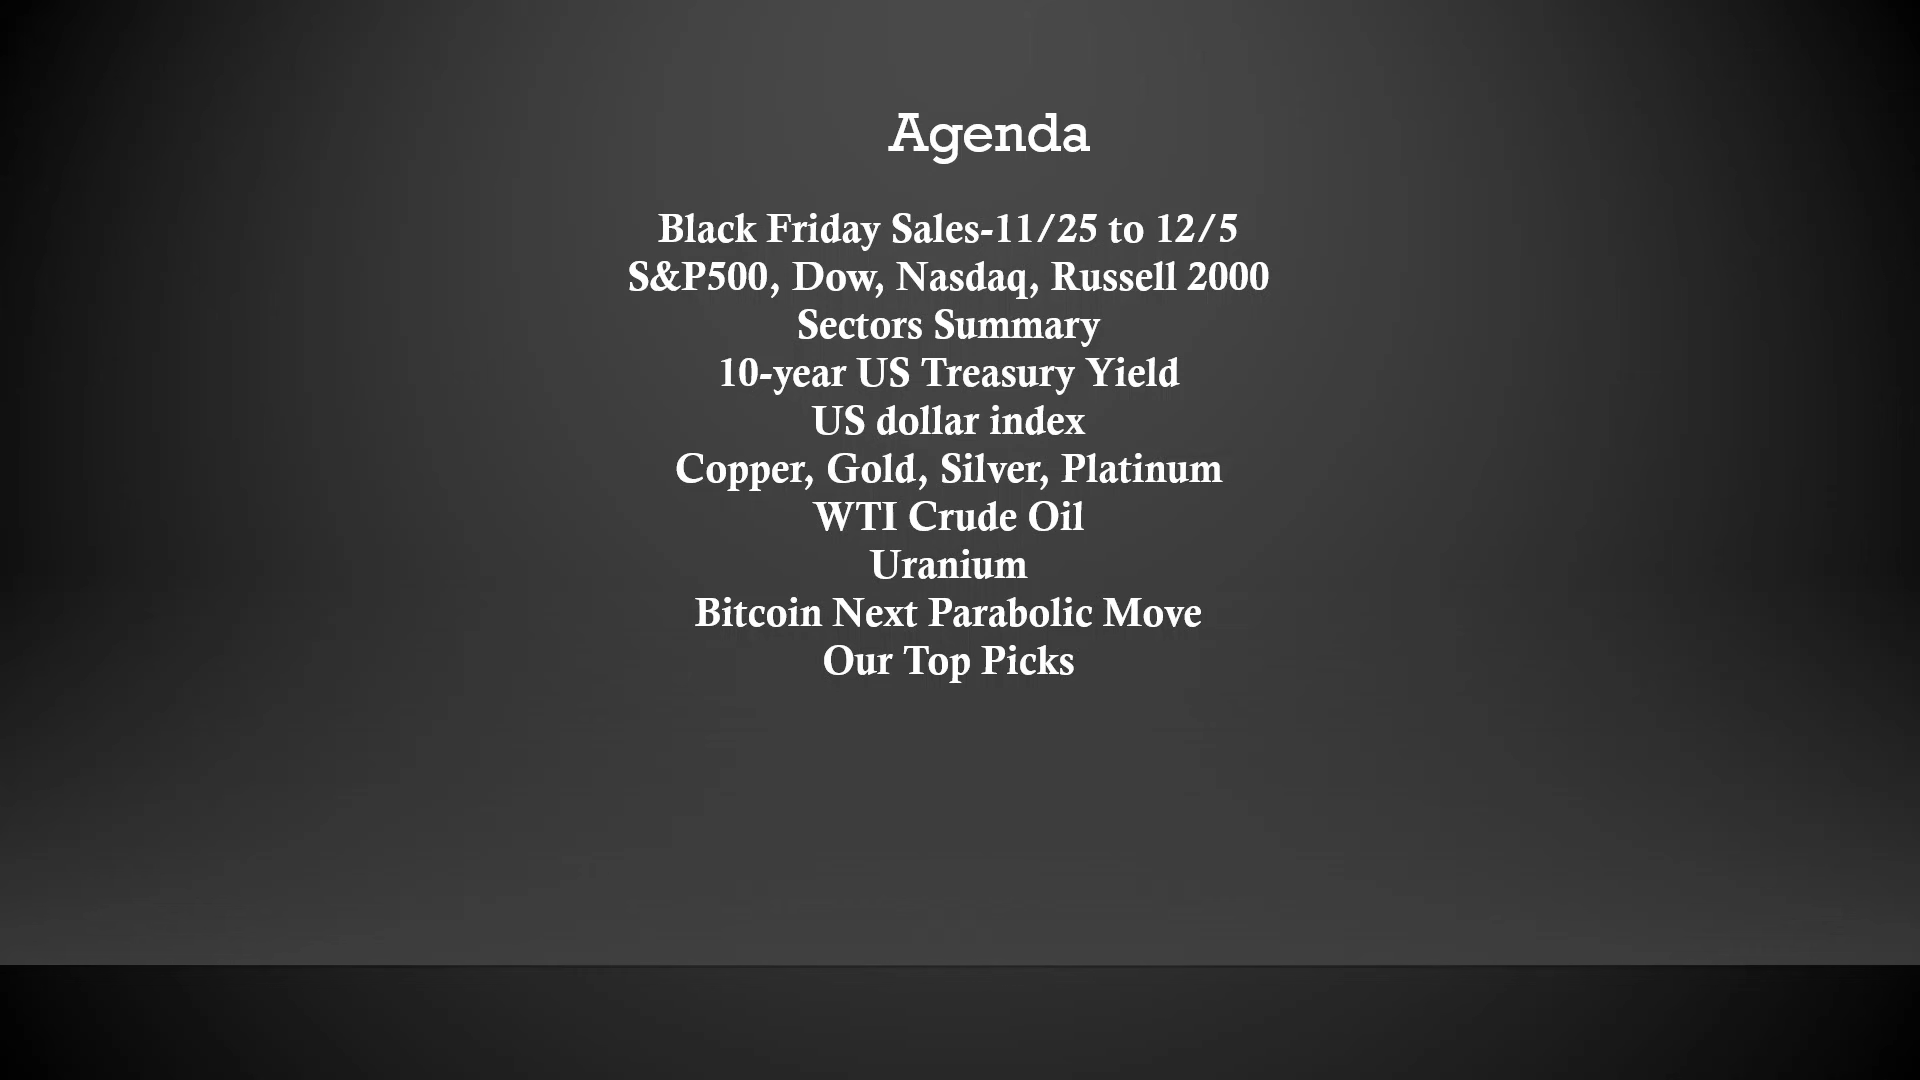 Agenda
Black Friday Sales-11/25 to 12/5
S&P500, Dow, Nasdaq, Russell 2000
Sectors Summary
10-year US Treasury Yield
US dollar index
Copper, Gold, Silver, Platinum
WTI Crude Oil
Uranium
Bitcoin Next Parabolic Move
Our Top Picks